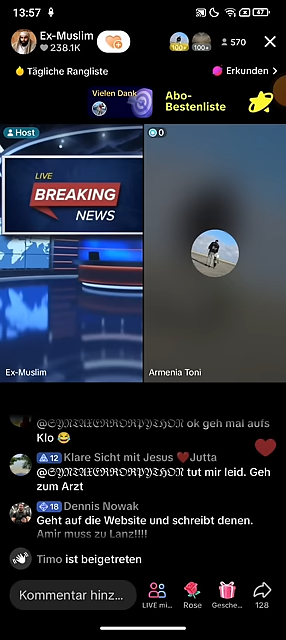 13:57
47
Ex-Muslim
238.1K
100+
100+
570
Tägliche Rangliste
Erkunden >
Vielen Dank
Abo-
Bestenliste
Host
0
LIVE
BREAKING
NEWS
Ex-Muslim
Armenia Toni
@𝔖𝔜𝔑𝔗𝔄𝔛𝔈ℜℜ𝔒ℜ𝔓𝔜𝔗ℌ𝔒𝔑 ok geh mal aufs
Klo 😂
12 Klare Sicht mit Jesus ❤️Jutta
@𝔖𝔜𝔑𝔗𝔄𝔛𝔈ℜℜ𝔒ℜ𝔓𝔜𝔗ℌ𝔒𝔑 tut mir leid. Geh
zum Arzt
18 Dennis Nowak
Geht auf die Website und schreibt denen.
Amir muss zu Lanz!!!!
Timo ist beigetreten
Kommentar hinz...
LIVE mi...
Rose
Gesche...
128